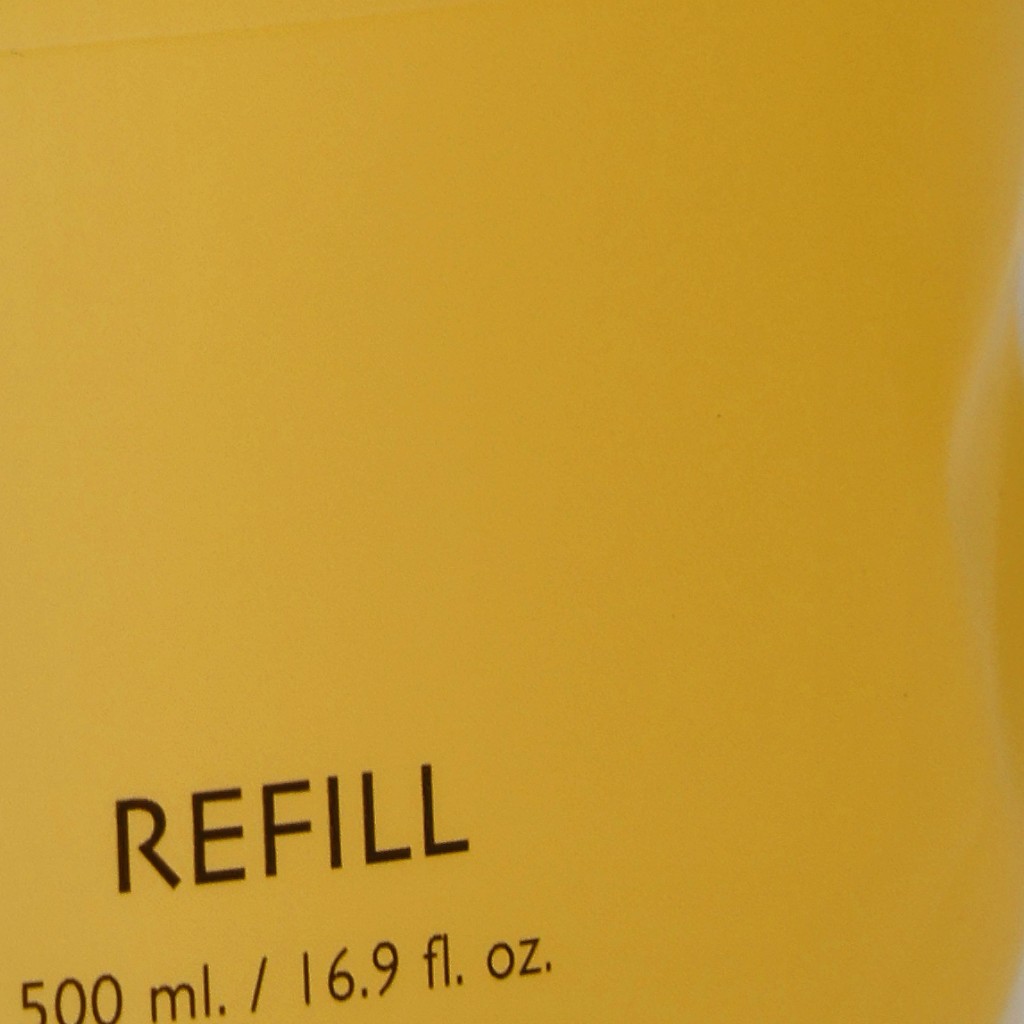 REFILL
500 ml. / 16.9 fl. oz.